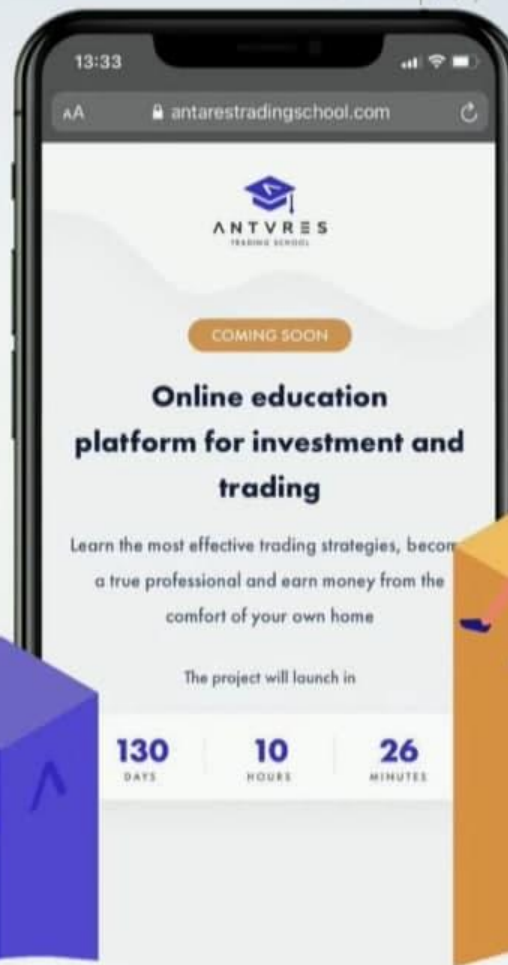 13:33
AA antarestradingschool.com
ANTVRES
TRADING SCHOOL
COMING SOON
Online education
platform for investment and
trading
Learn the most effective trading strategies, becom
a true professional and earn money from the
comfort of your own home
The project will launch in
130 10 26
DAYS HOURS MINUTES